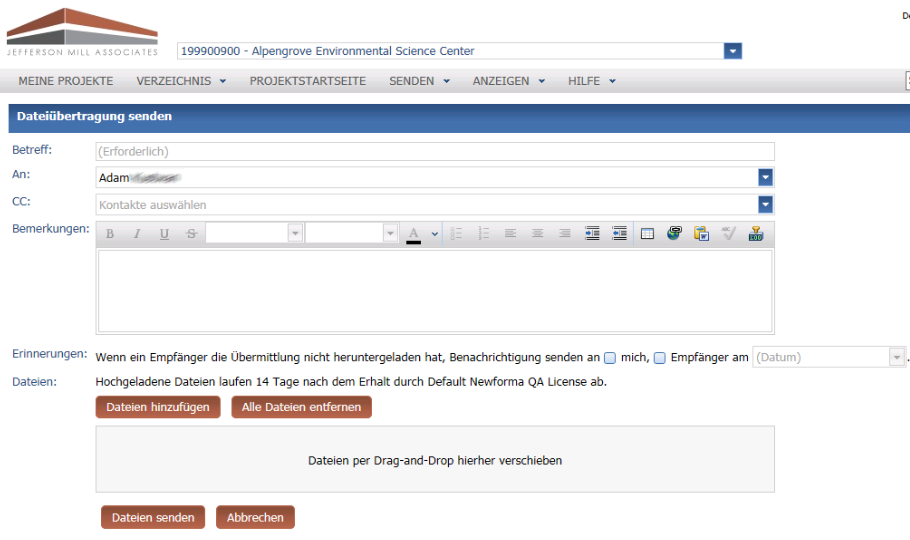 De
JEFFERSON MILL ASSOCIATES
199900900 - Alpengrove Environmental Science Center
MEINE PROJEKTE VERZEICHNIS PROJEKTSTARTSEITE SENDEN ANZEIGEN HILFE
Dateiübertragung senden
Betreff: (Erforderlich)
An: Adam
CC: Kontakte auswählen
Bemerkungen: B I U S A
Erinnerungen: Wenn ein Empfänger die Übermittlung nicht heruntergeladen hat, Benachrichtigung senden an mich, Empfänger am (Datum) .
Dateien: Hochgeladene Dateien laufen 14 Tage nach dem Erhalt durch Default Newforma QA License ab.
Dateien hinzufügen Alle Dateien entfernen
Dateien per Drag-and-Drop hierher verschieben
Dateien senden Abbrechen